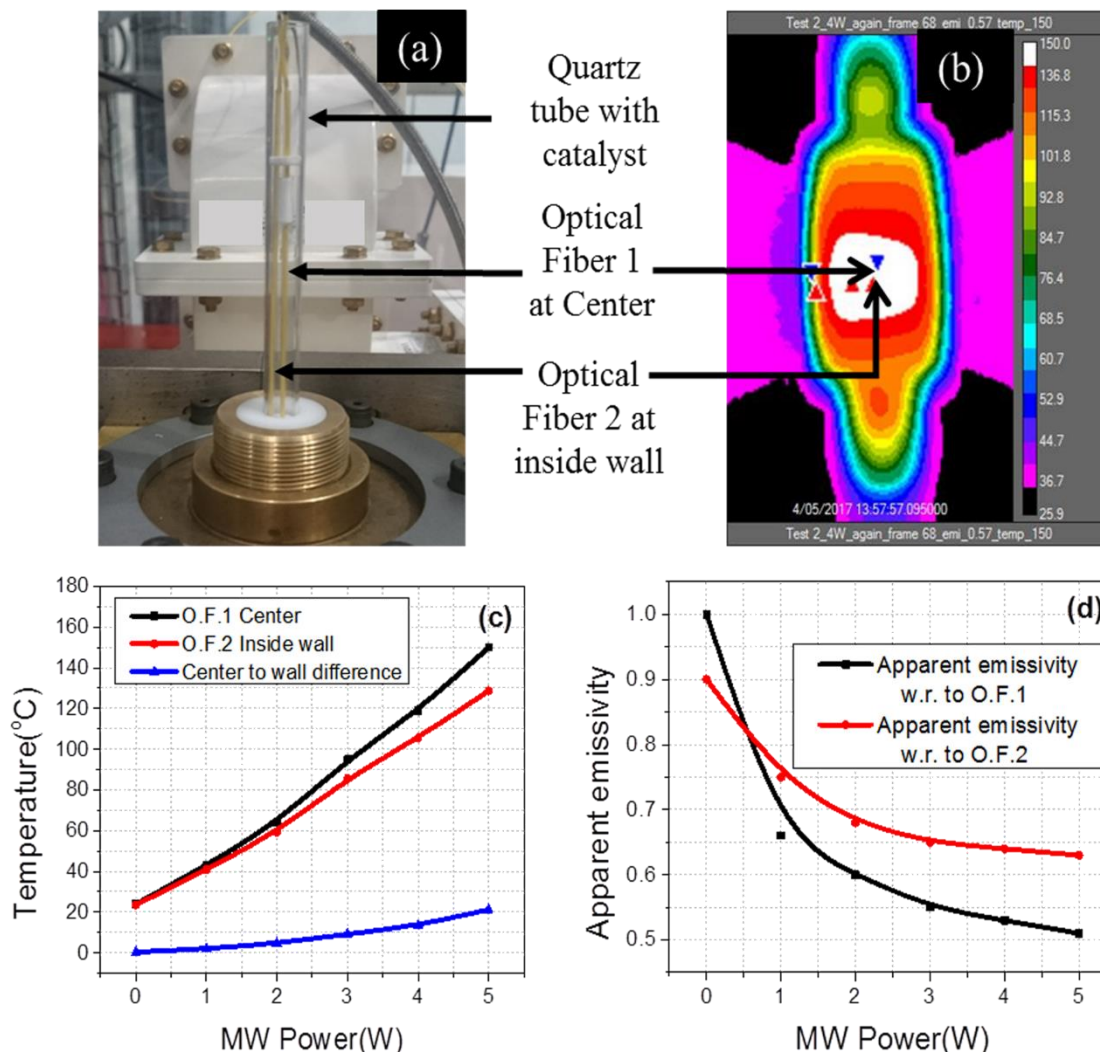 (a)
Quartz
tube with
catalyst
Optical
Fiber 1
at Center
Optical
Fiber 2 at
inside wall
Test 2_4W_again_frame 68_emi_0.57_temp_150
(b)
150.0
136.8
115.3
101.8
92.8
84.7
76.4
68.5
60.7
52.9
44.7
36.7
25.9
4/05/2017 13:57:57.095000
Test 2_4W_again_frame 68_emi_0.57_temp_150
(c)
O.F.1 Center
O.F.2 Inside wall
Center to wall difference
Temperature(⁰C)
180
160
140
120
100
80
60
40
20
0
0 1 2 3 4 5
MW Power(W)
(d)
Apparent emissivity
w.r. to O.F.1
Apparent emissivity
w.r. to O.F.2
Apparent emissivity
1.0
0.9
0.8
0.7
0.6
0.5
0 1 2 3 4 5
MW Power(W)